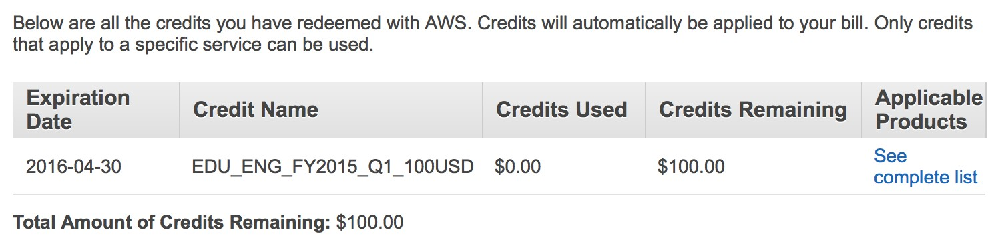 Below are all the credits you have redeemed with AWS. Credits will automatically be applied to your bill. Only credits
that apply to a specific service can be used.
Expiration Date Credit Name Credits Used Credits Remaining Applicable Products
2016-04-30 EDU_ENG_FY2015_Q1_100USD $0.00 $100.00 See complete list
Total Amount of Credits Remaining: $100.00